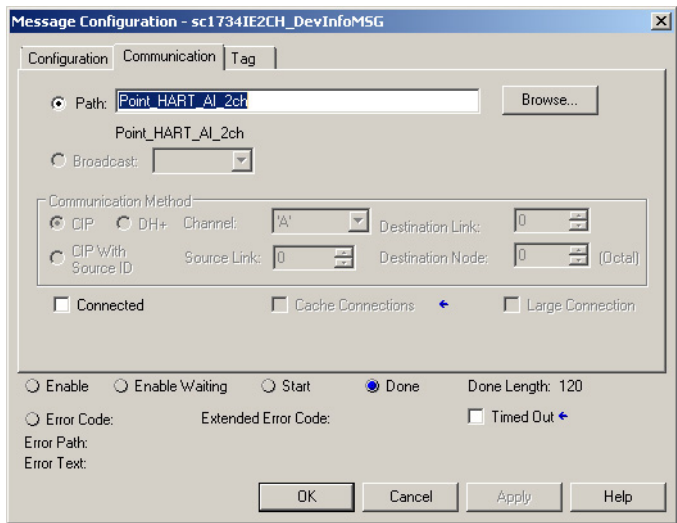 Message Configuration - sc1734IE2CH_DevInfoMSG
Configuration Communication Tag
Path: Point_HART_AI_2ch Browse...
Point_HART_AI_2ch
Broadcast:
Communication Method
CIP DH+ Channel: 'A' Destination Link: 0
CIP With Source ID Source Link: 0 Destination Node: 0 (Octal)
Connected Cache Connections Large Connection
Enable Enable Waiting Start Done Done Length: 120
Error Code: Extended Error Code: Timed Out
Error Path:
Error Text:
OK Cancel Apply Help